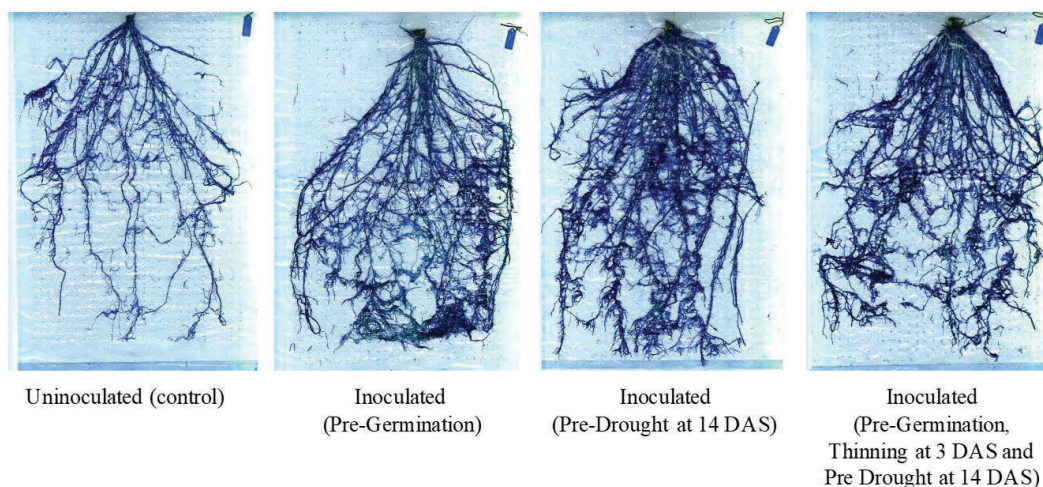 Uninoculated (control)
Inoculated
(Pre-Germination)
Inoculated
(Pre-Drought at 14 DAS)
Inoculated
(Pre-Germination,
Thinning at 3 DAS and
Pre Drought at 14 DAS)